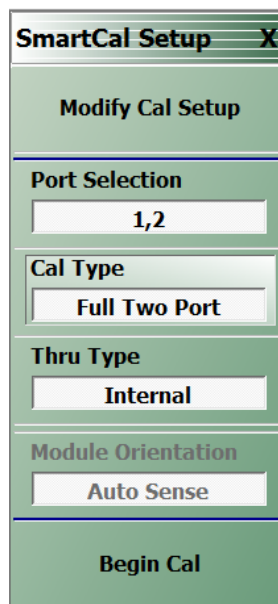 SmartCal Setup X
Modify Cal Setup
Port Selection
1,2
Cal Type
Full Two Port
Thru Type
Internal
Module Orientation
Auto Sense
Begin Cal